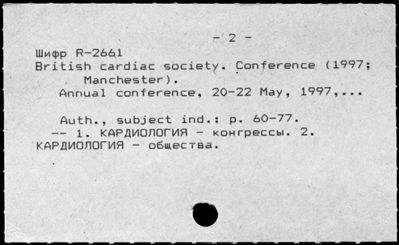 - 2 -
Шифр R-2661
British cardiac society. Conference (1997;
Manchester).
Annual conference, 20-22 May, 1997,...
Auth., subject ind.: p. 60-77.
-- 1. КАРДИОЛОГИЯ - конгрессы. 2.
КАРДИОЛОГИЯ - общества.